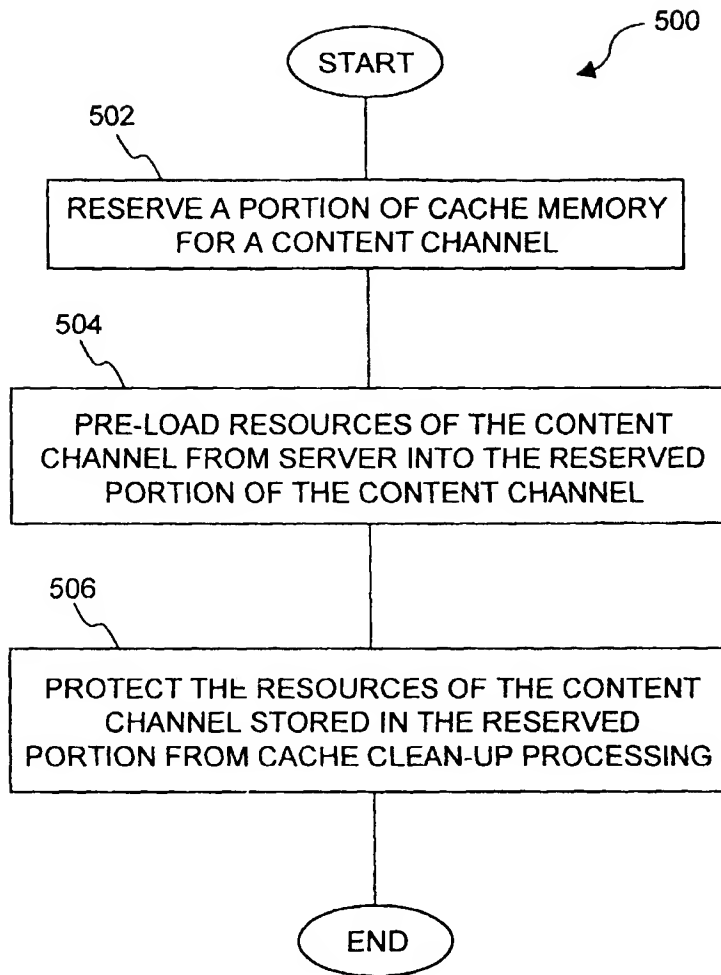 500
START
502
RESERVE A PORTION OF CACHE MEMORY
FOR A CONTENT CHANNEL
504
PRE-LOAD RESOURCES OF THE CONTENT
CHANNEL FROM SERVER INTO THE RESERVED
PORTION OF THE CONTENT CHANNEL
506
PROTECT THE RESOURCES OF THE CONTENT
CHANNEL STORED IN THE RESERVED
PORTION FROM CACHE CLEAN-UP PROCESSING
END